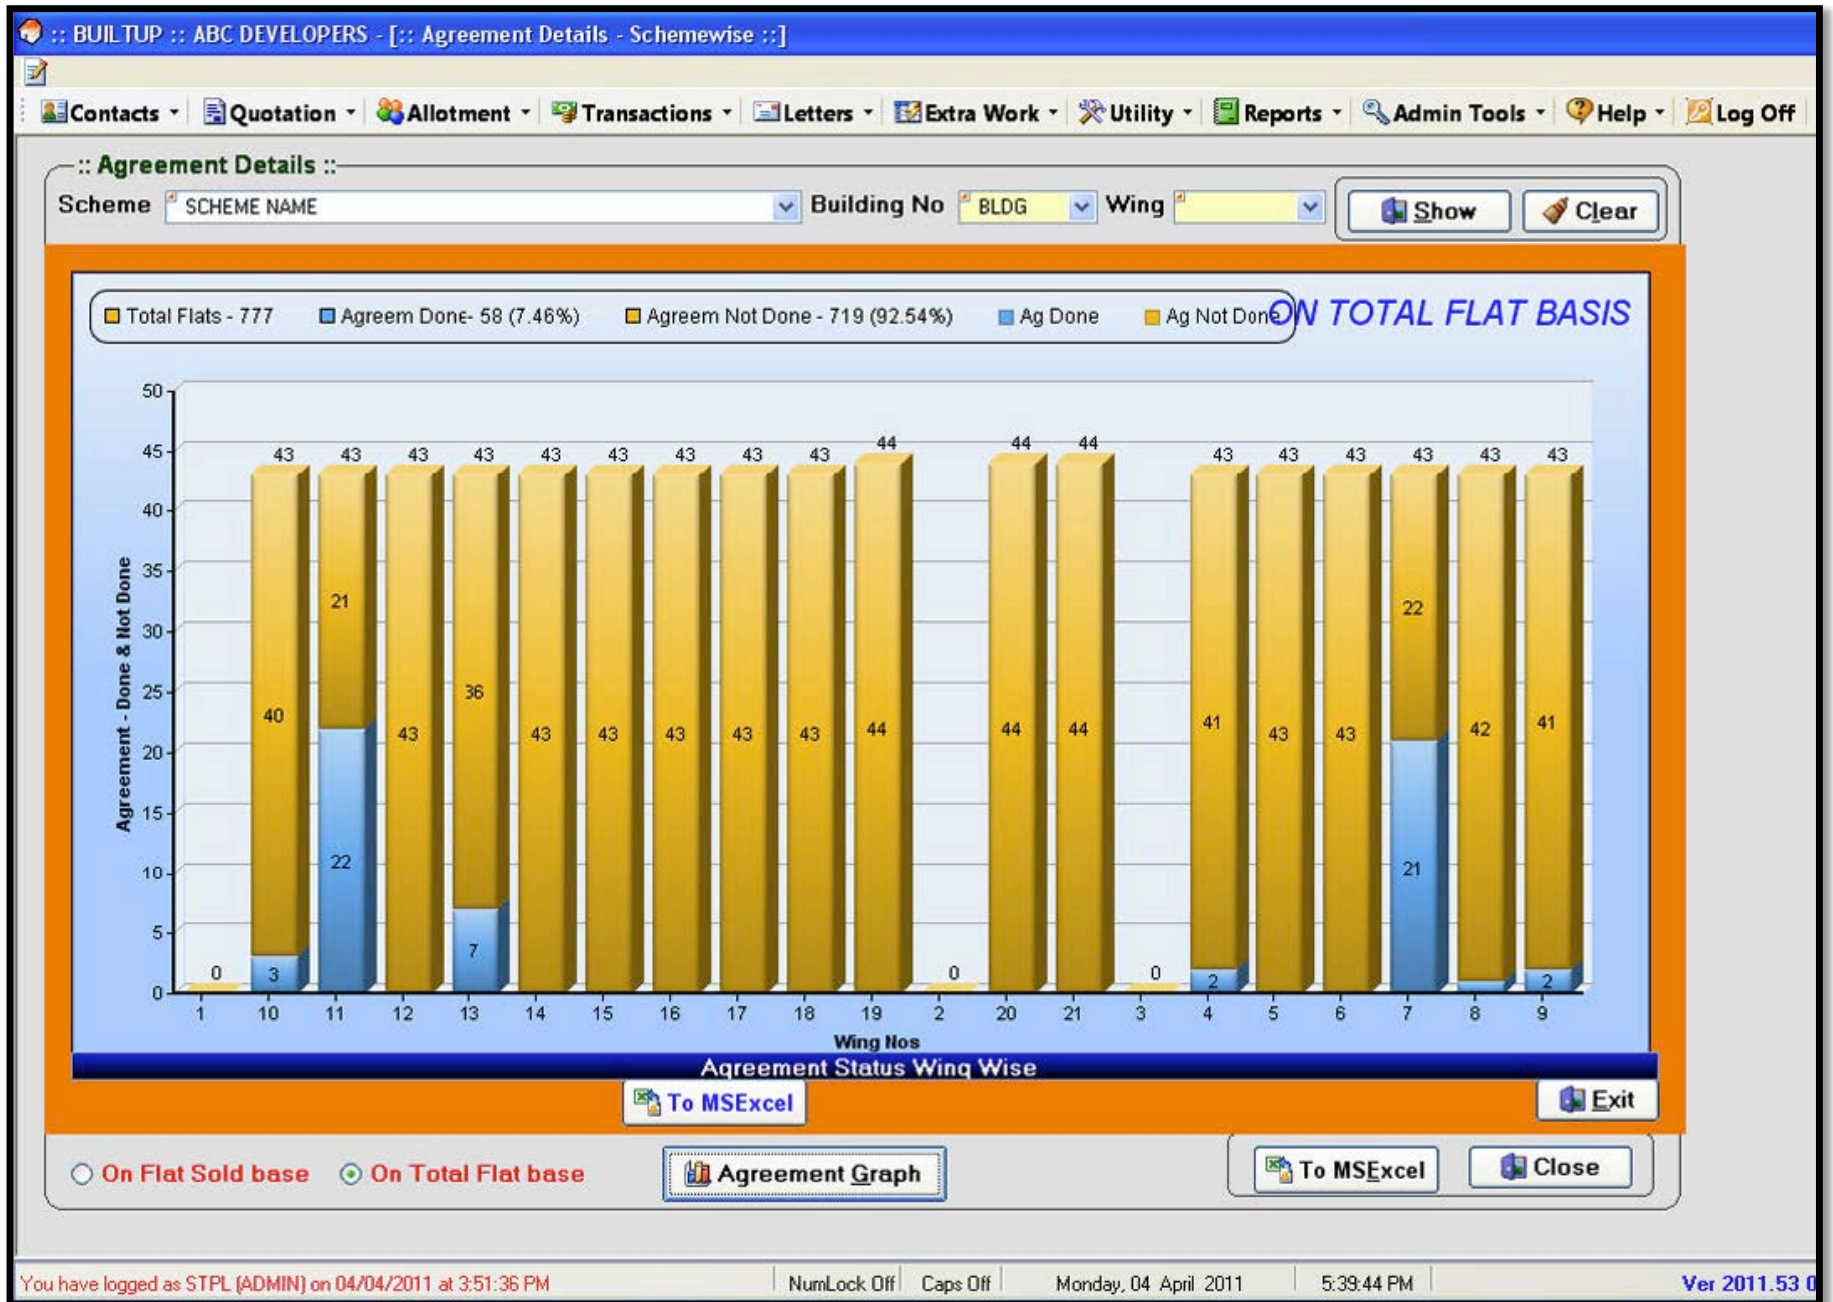 :: BUILTUP :: ABC DEVELOPERS - [:: Agreement Details - Schemewise ::]
Contacts Quotation Allotment Transactions Letters Extra Work Utility Reports Admin Tools Help Log Off
:: Agreement Details ::
Scheme SCHEME NAME Building No BLDG Wing Show Clear
Total Flats - 777 Agreem Done- 58 (7.46%) Agreem Not Done - 719 (92.54%) Ag Done Ag Not Done ON TOTAL FLAT BASIS
50
45
40
35
30
25
20
15
10
5
0
Agreement - Done & Not Done
43 43 43 43 43 43 43 43 43 44 44 44 43 43 43 43 43 43
21 22
36
40 43 43 43 43 43 43 44 44 44 41 43 43 42 41
22 21
7
0 3 0 0 2 2
1 10 11 12 13 14 15 16 17 18 19 2 20 21 3 4 5 6 7 8 9
Wing Nos
Agreement Status Wing Wise
To MSExcel Exit
On Flat Sold base On Total Flat base Agreement Graph To MSExcel Close
You have logged as STPL (ADMIN) on 04/04/2011 at 3:51:36 PM NumLock Off Caps Off Monday, 04 April 2011 5:39:44 PM Ver 2011.53 0